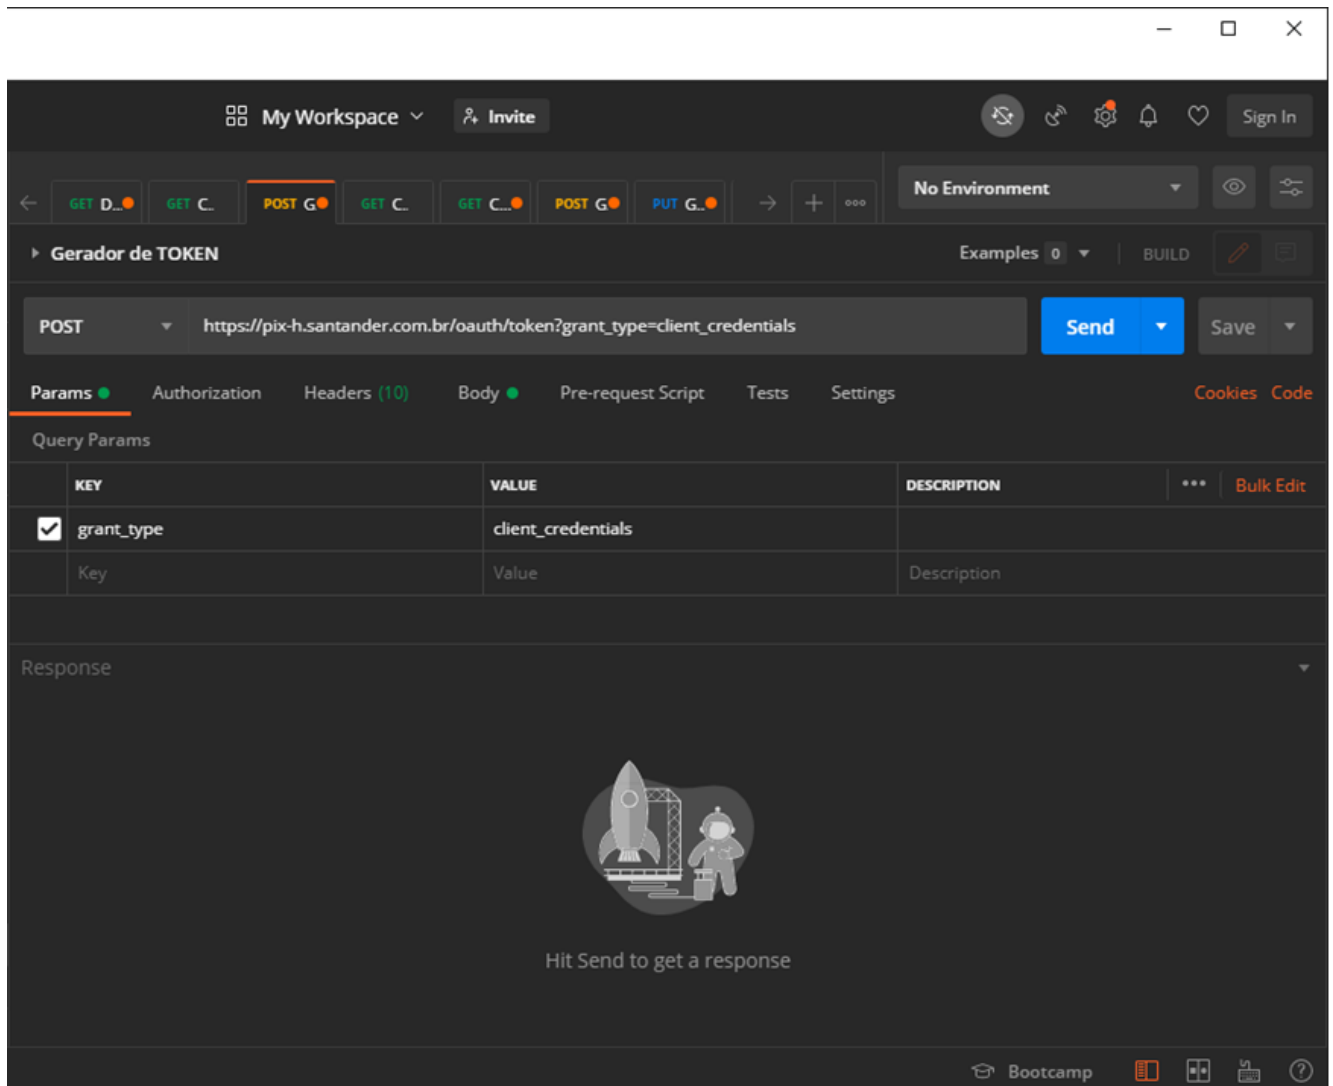 My Workspace Invite Sign In
GET D... GET C.. POST G GET C.. GET C... POST G PUT G.. No Environment
Gerador de TOKEN Examples 0 BUILD
POST https://pix-h.santander.com.br/oauth/token?grant_type=client_credentials Send Save
Params Authorization Headers (10) Body Pre-request Script Tests Settings Cookies Code
Query Params
KEY VALUE DESCRIPTION Bulk Edit
grant_type client_credentials
Key Value Description
Response
Hit Send to get a response
Bootcamp